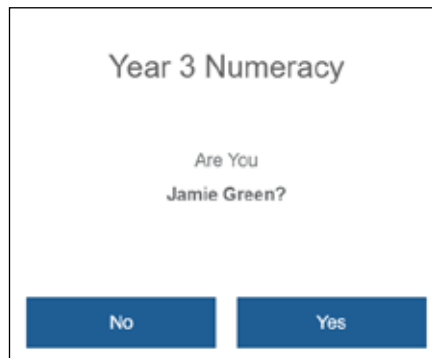 Year 3 Numeracy
Are You
Jamie Green?
No
Yes